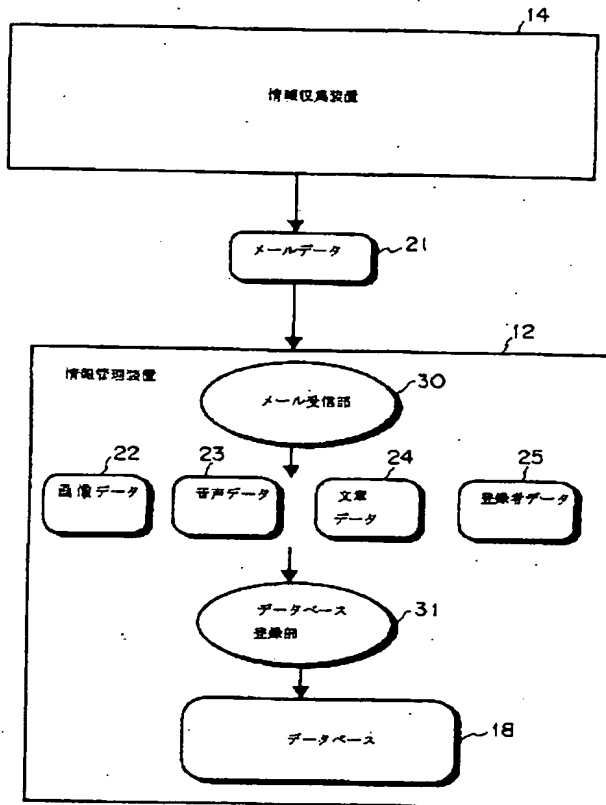 14
情報収集装置
メールデータ
21
12
情報管理装置
メール受信部
30
22
23
24
25
画像データ
音声データ
文章
データ
登録者データ
データベース
登録部
31
データベース
18